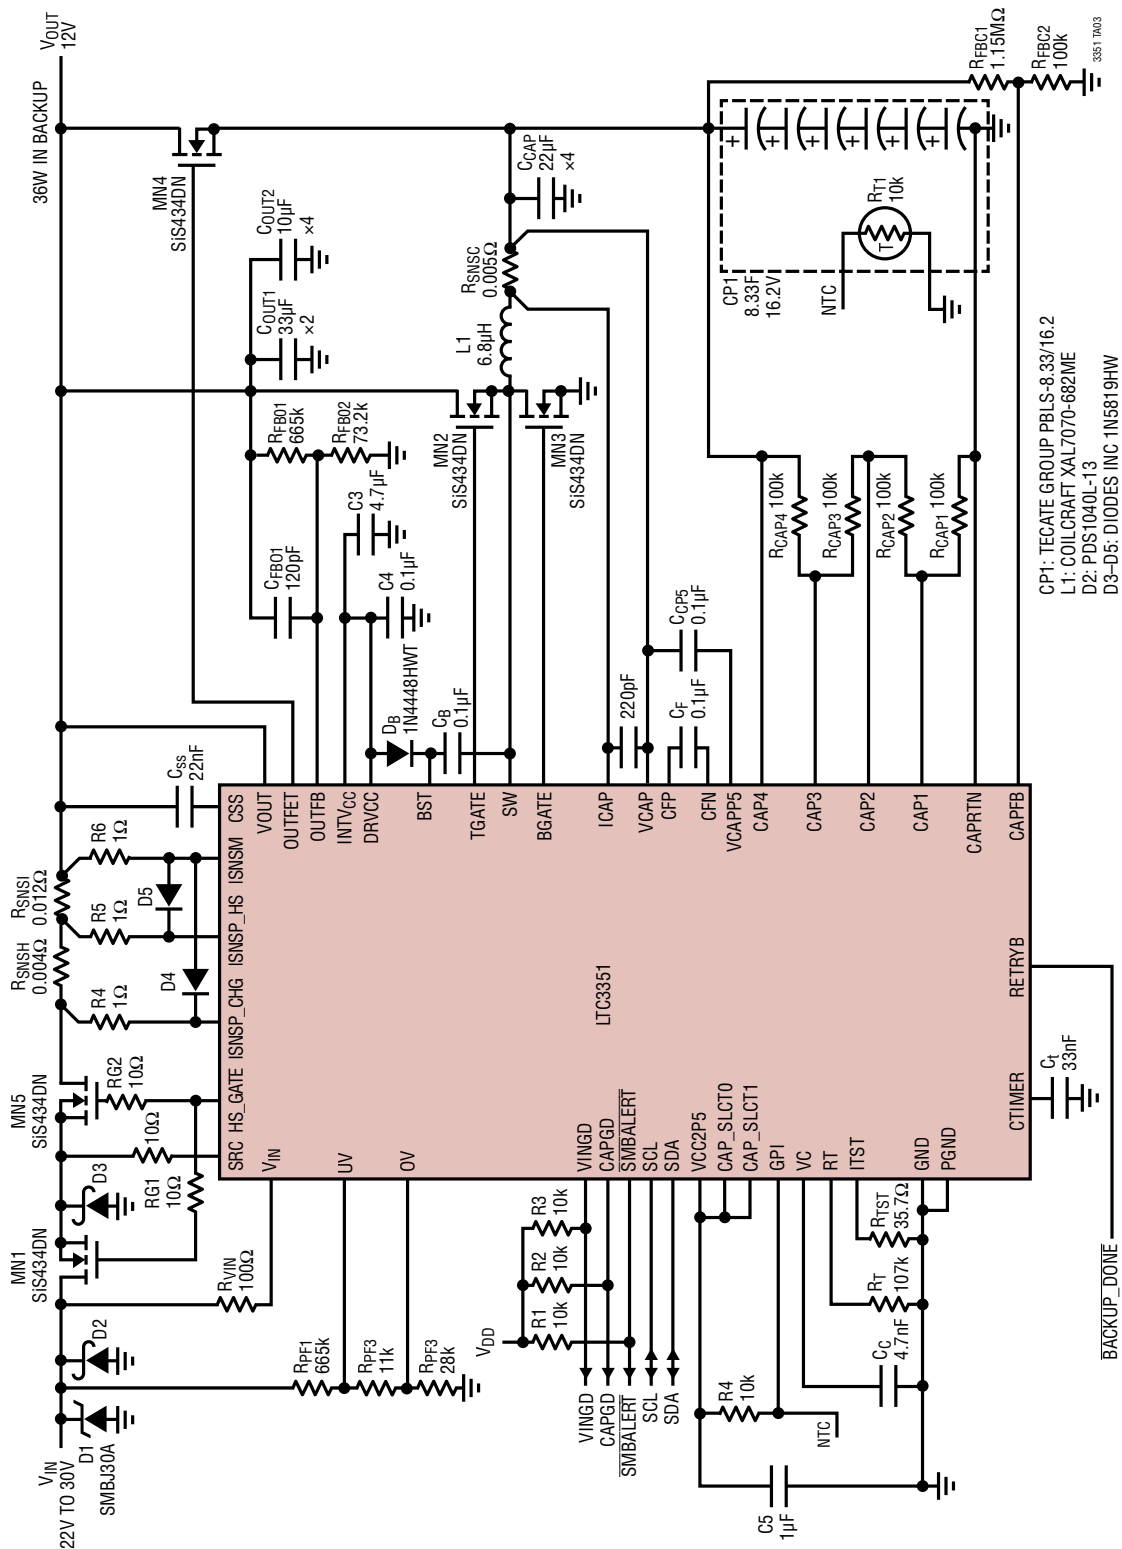 VIN
22V TO 30V
D1
SMBJ30A
D2
MN1
SiS434DN
D3
MN5
SiS434DN
RSNSH
0.004Ω
RSNSI
0.012Ω
36W IN BACKUP
VOUT
12V
RVIN
100Ω
RG1
10Ω
10Ω
RG2
10Ω
R4
1Ω
R5
1Ω
R6
1Ω
D4
D5
CSS
22nF
RPF1
665k
RPF3
11k
RPF3
28k
MN4
SiS434DN
COUT1
33µF
×2
COUT2
10µF
×4
CFBO1
120pF
RFBO1
665k
RFBO2
73.2k
C3
4.7µF
C4
0.1µF
DB
1N4448HWT
CB
0.1µF
MN2
SiS434DN
MN3
SiS434DN
L1
6.8µH
RSNSC
0.005Ω
CCAP
22µF
×4
220pF
CF
0.1µF
CCP5
0.1µF
RCAP4 100k
RCAP3 100k
RCAP2 100k
RCAP1 100k
CP1
8.33F
16.2V
NTC
T
RT1
10k
+
+
+
+
+
+
RFBC1
1.15MΩ
RFBC2
100k
SRC
HS_GATE
ISNSP_CHG
ISNSP_HS
ISNSM
CSS
VIN
UV
OV
VINGD
CAPGD
SMBALERT
SCL
SDA
VCC2P5
CAP_SLCT0
CAP_SLCT1
GPI
VC
RT
ITST
GND
PGND
LTC3351
VOUT
OUTFET
OUTFB
INTVCC
DRVCC
BST
TGATE
SW
BGATE
ICAP
VCAP
CFP
CFN
VCAPP5
CAP4
CAP3
CAP2
CAP1
CAPRTN
CAPFB
CTIMER
RETRYB
VDD
R1
10k
R2
10k
R3
10k
VINGD
CAPGD
SMBALERT
SCL
SDA
R4
10k
NTC
C5
1µF
CC
4.7nF
RT
107k
RTST
35.7Ω
Ct
33nF
BACKUP_DONE
CP1: TECATE GROUP PBLS-8.33/16.2
L1: COILCRAFT XAL7070-682ME
D2: PDS1040L-13
D3–D5: DIODES INC 1N5819HW
3351 TA03